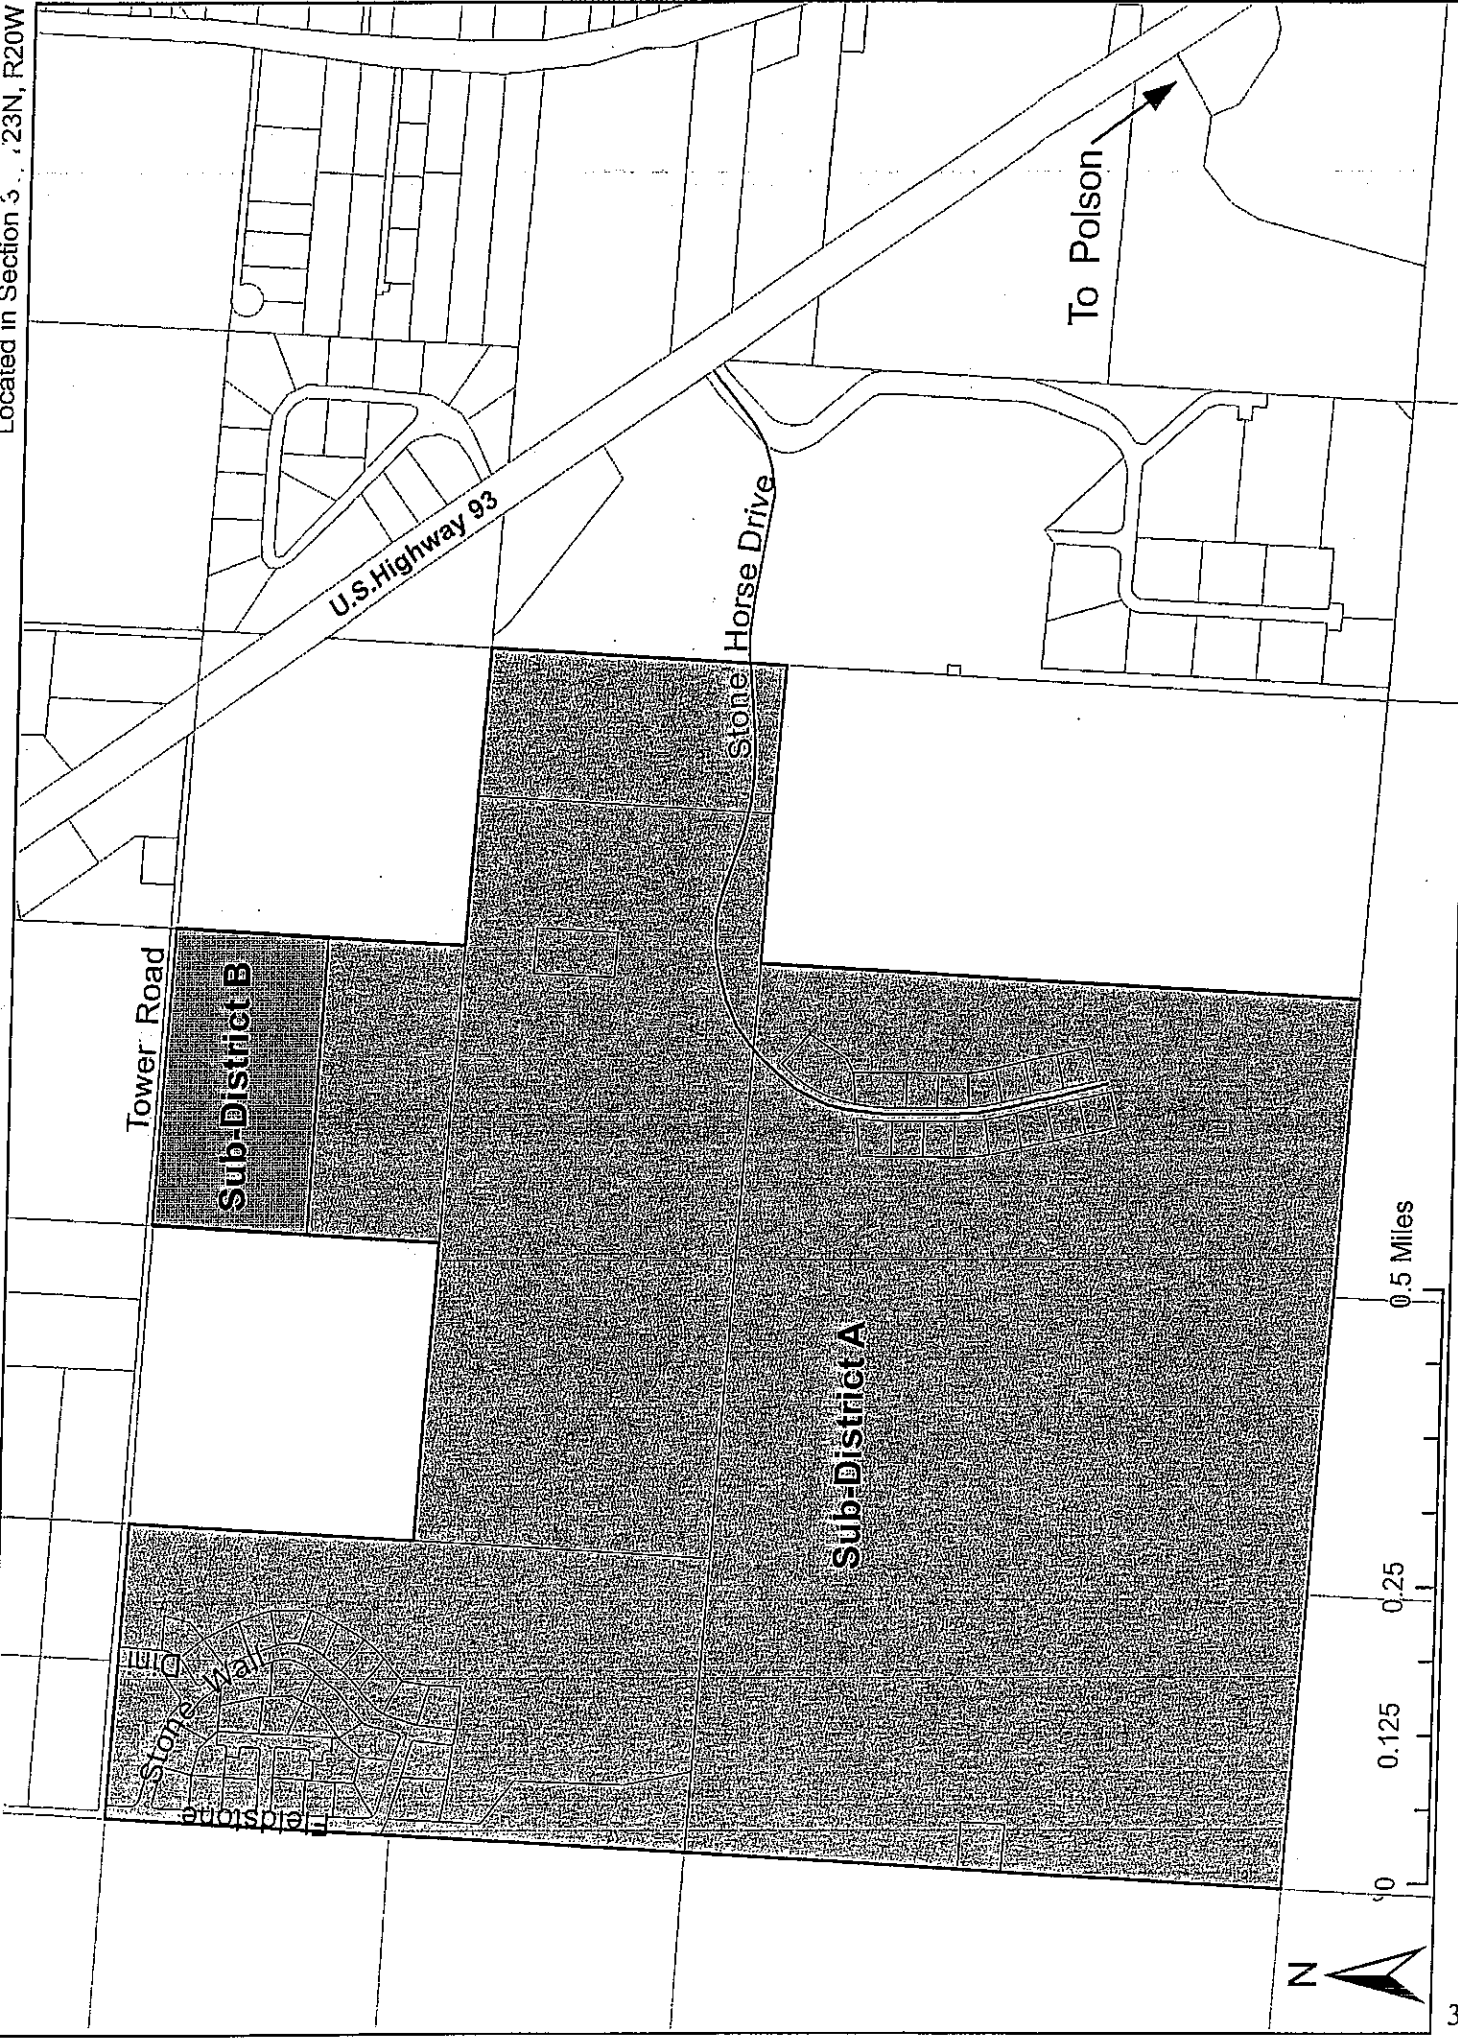 Located in Section 3 , T23N, R20W
Tower Road
Sub-District B
U.S.Highway 93
Stone Horse Drive
To Polson
Stone Wall
Fieldstone
Sub-District A
N
0
0.125
0.25
0.5 Miles
3